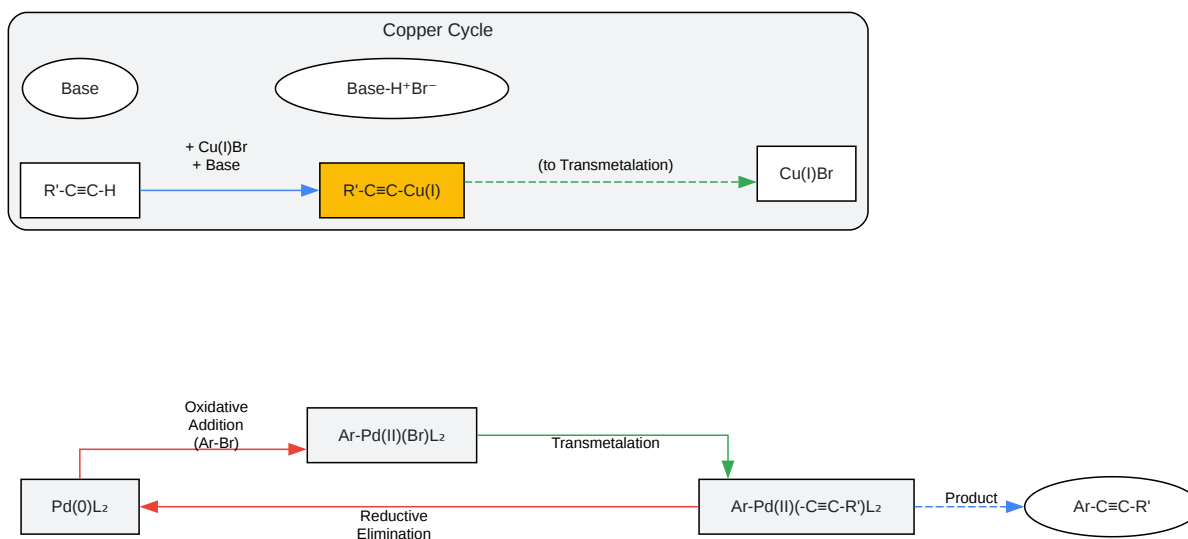 Copper Cycle
Base
Base-H⁺Br⁻
+ Cu(I)Br
+ Base
(to Transmetalation)
Cu(I)Br
R'-C≡C-H
R'-C≡C-Cu(I)
Oxidative
Addition
(Ar-Br)
Ar-Pd(II)(Br)L₂
Transmetalation
Pd(0)L₂
Reductive
Elimination
Ar-Pd(II)(-C≡C-R')L₂
Product
Ar-C≡C-R'